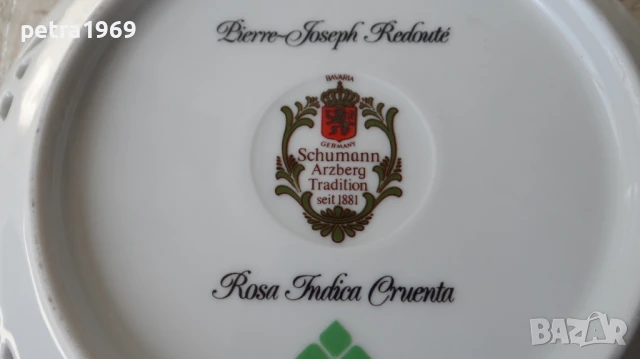 petra1969
Pierre-Joseph Redouté
BAVARIA
GERMANY
Schumann
Arzberg
Tradition
seit 1881
Rosa Indica Cruenta
BAZAR